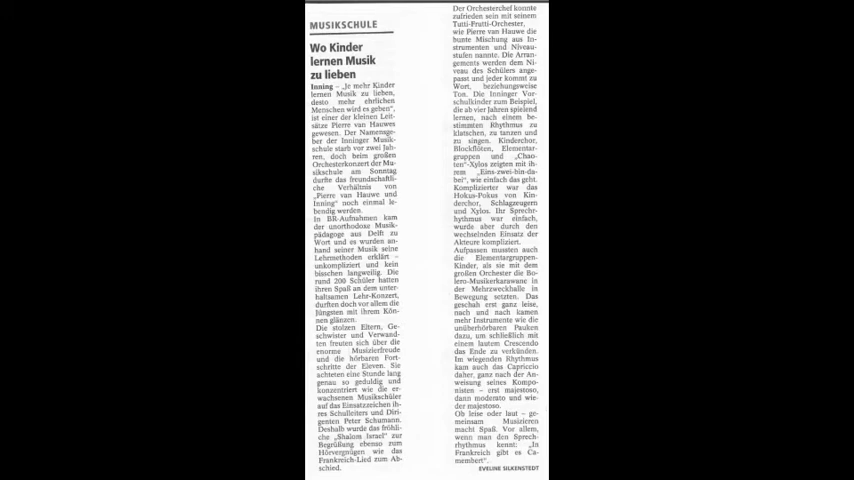 MUSIKSCHULE
Wo Kinder
lernen Musik
zu lieben
Inning – „Je mehr Kinder
lernen Musik zu lieben,
desto mehr ehrlichen
Menschen wird es geben“,
ist einer der kleinen Leit-
sätze Pierre van Hauwes
gewesen. Der Namensge-
ber der Inninger Musik-
schule starb vor zwei Jah-
ren, doch beim großen
Orchesterkonzert der Mu-
sikschule am Sonntag
durfte das freundschaftli-
che Verhältnis von
„Pierre van Hauwe und
Inning“ noch einmal le-
bendig werden.
In BR-Aufnahmen kam
der unorthodoxe Musik-
pädagoge aus Delft zu
Wort und es wurden an-
hand seiner Musik seine
Lehrmethoden erklärt –
unkompliziert und kein
bisschen langweilig. Die
rund 200 Schüler hatten
ihren Spaß an dem unter-
haltsamen Lehr-Konzert,
durften doch vor allem die
Jüngsten mit ihrem Kön-
nen glänzen.
Die stolzen Eltern, Ge-
schwister und Verwand-
ten freuten sich über die
enorme Musizierfreude
und die hörbaren Fort-
schritte der Eleven. Sie
achteten eine Stunde lang
genau so geduldig und
konzentriert wie die er-
wachsenen Musikschüler
auf das Einsatzzeichen ih-
res Schulleiters und Diri-
genten Peter Schumann.
Deshalb wurde das fröhli-
che „Shalom Israel“ zur
Begrüßung ebenso zum
Hörvergnügen wie das
Frankreich-Lied zum Ab-
schied.
Der Orchesterchef konnte
zufrieden sein mit seinem
Tutti-Frutti-Orchester,
wie Pierre van Hauwe die
bunte Mischung aus In-
strumenten und Niveau-
stufen nannte. Die Arran-
gements werden dem Ni-
veau des Schülers ange-
passt und jeder kommt zu
Wort, beziehungsweise
Ton. Die Inninger Vor-
schulkinder zum Beispiel,
die ab vier Jahren spielend
lernen, nach einem be-
stimmten Rhythmus zu
klatschen, zu tanzen und
zu singen. Kinderchor,
Blockflöten, Elementar-
gruppen und „Chao-
ten“-Xylos zeigten mit ih-
rem „Eins-zwei-bin-da-
bei“, wie einfach das geht.
Komplizierter war das
Hokus-Pokus von Kin-
derchor, Schlagzeugern
und Xylos. Ihr Sprechr-
hythmus war einfach,
wurde aber durch den
wechselnden Einsatz der
Akteure kompliziert.
Aufpassen mussten auch
die Elementargruppen-
Kinder, als sie mit dem
großen Orchester die Bo-
lero-Musikerkarawane in
der Mehrzweckhalle in
Bewegung setzten. Das
geschah erst ganz leise,
nach und nach kamen
mehr Instrumente wie die
unüberhörbaren Pauken
dazu, um schließlich mit
einem lautem Crescendo
das Ende zu verkünden.
Im wiegenden Rhythmus
kam auch das Capriccio
daher, ganz nach der An-
weisung seines Kompo-
nisten – erst majestoso,
dann moderato und wie-
der majestoso.
Ob leise oder laut – ge-
meinsam Musizieren
macht Spaß. Vor allem,
wenn man den Sprech-
rhythmus kennt: „In
Frankreich gibt es Ca-
membert“.
EVELINE SILKENSTEDT